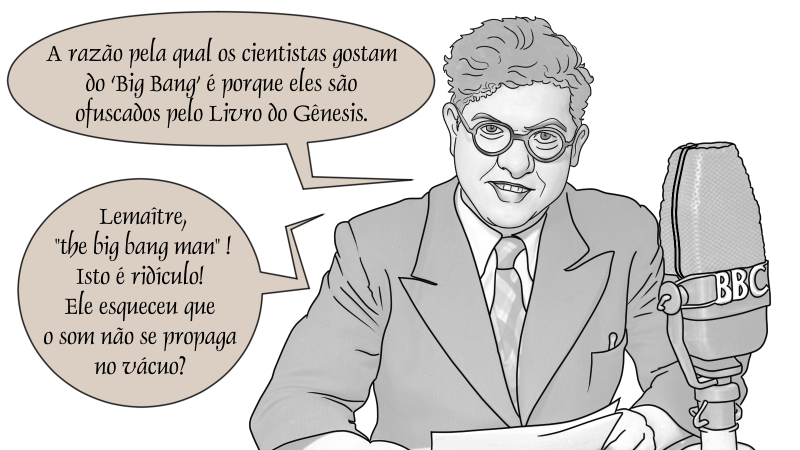 A razão pela qual os cientistas gostam
do ‘Big Bang’ é porque eles são
ofuscados pelo Livro do Gênesis.
Lemaître,
"the big bang man" !
Isto é ridículo!
Ele esqueceu que
o som não se propaga
no vácuo?
BBC